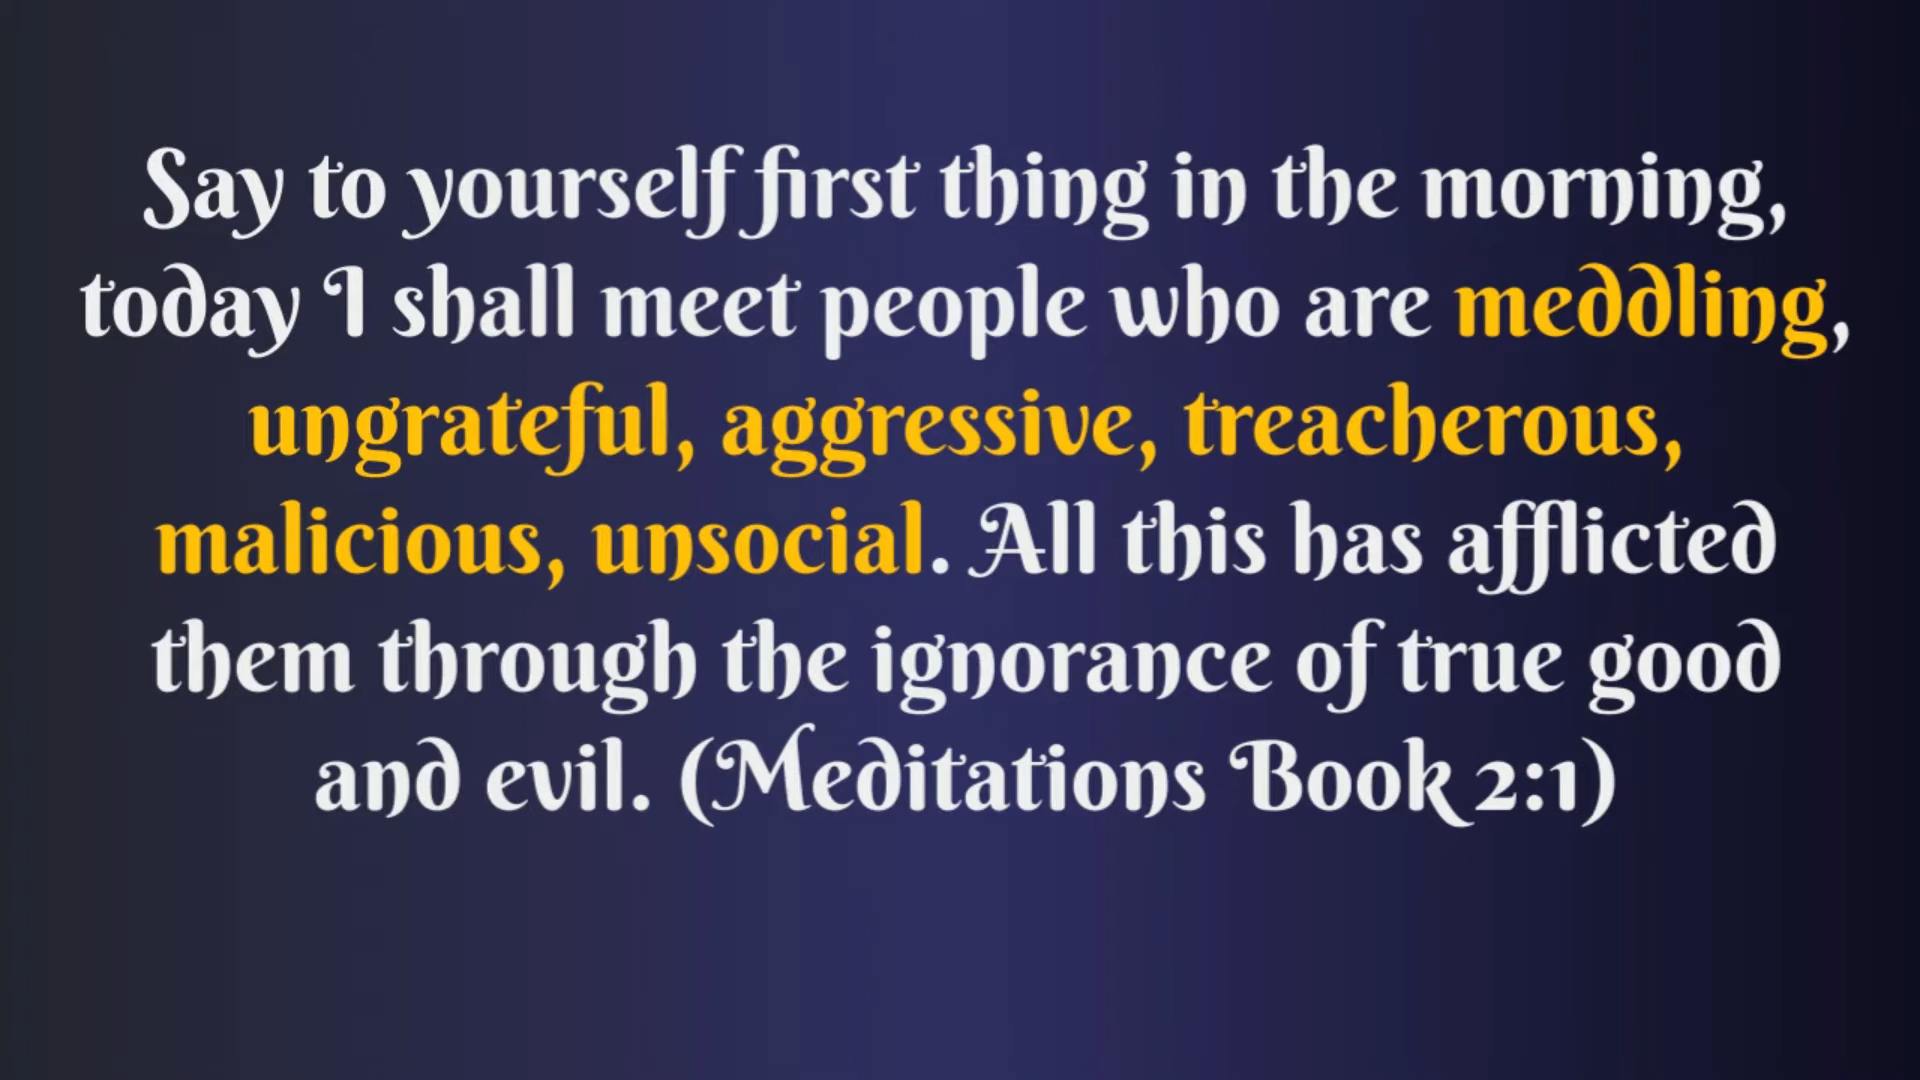 Say to yourself first thing in the morning,
today I shall meet people who are meddling,
ungrateful, aggressive, treacherous,
malicious, unsocial. All this has afflicted
them through the ignorance of true good
and evil. (Meditations Book 2:1)